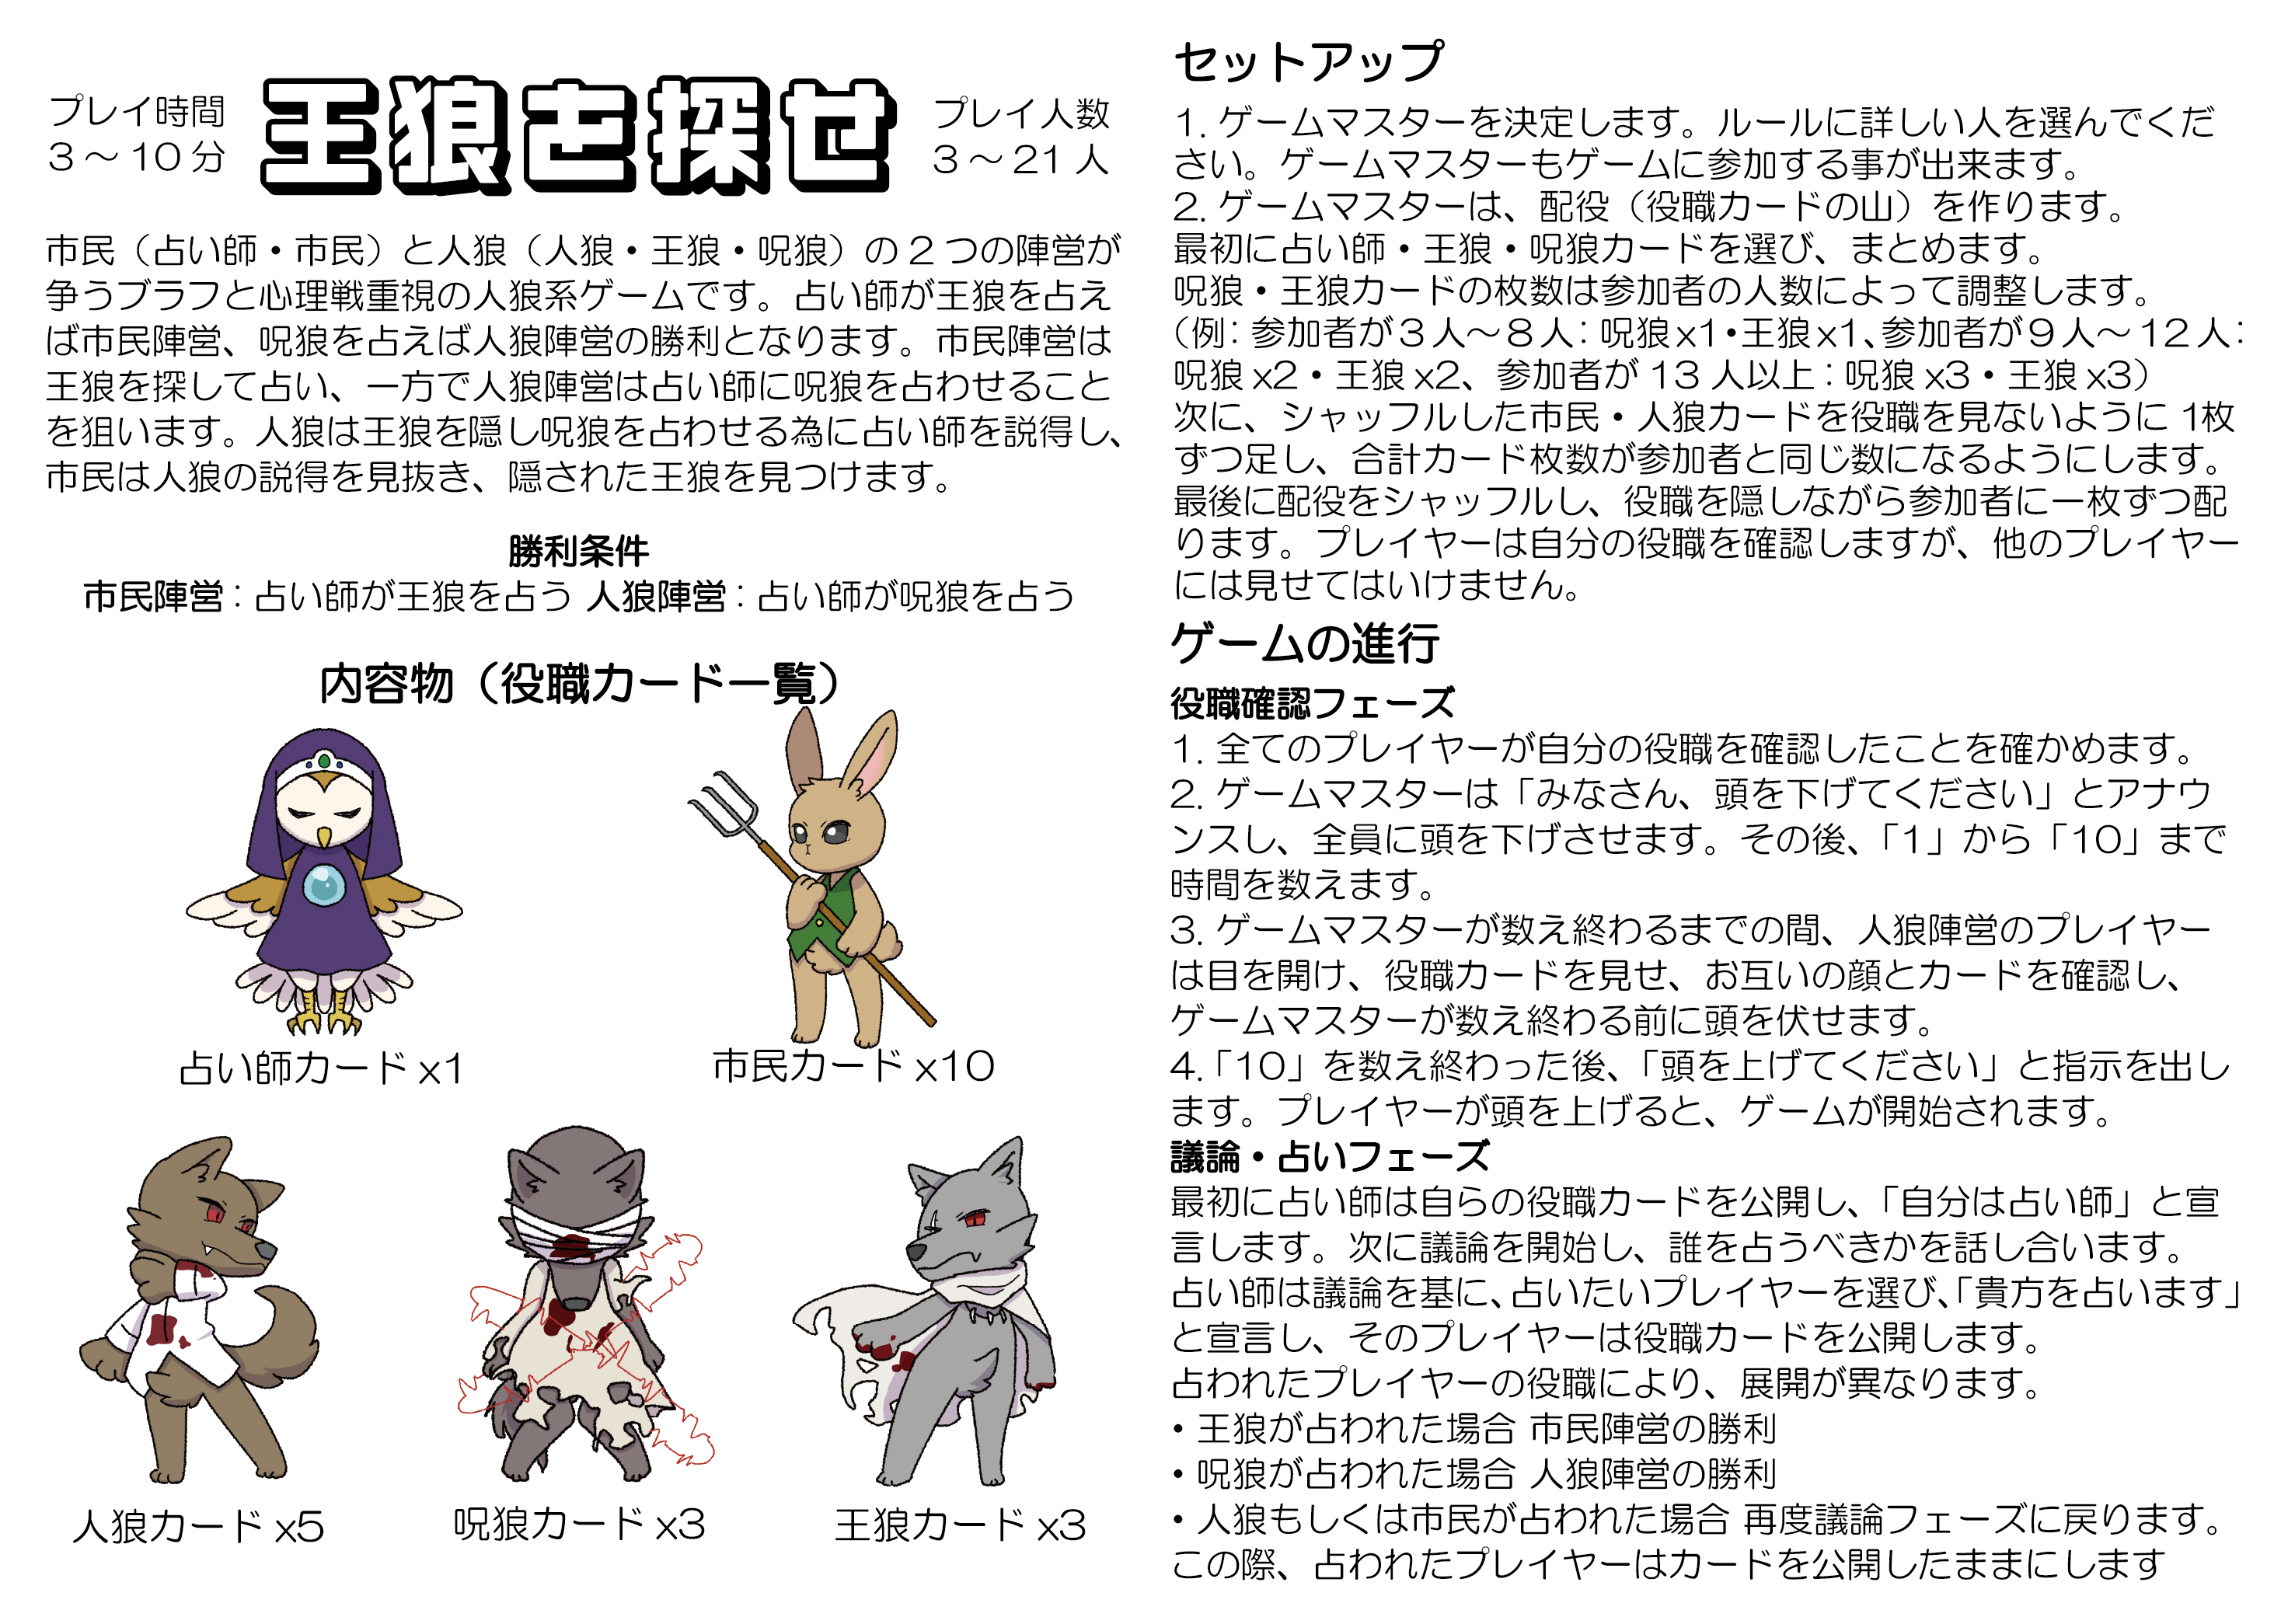 プレイ時間
3～10分
王狼を探せ
プレイ人数
3～21人
市民（占い師・市民）と人狼（人狼・王狼・呪狼）の2つの陣営が
争うブラフと心理戦重視の人狼系ゲームです。占い師が王狼を占え
ば市民陣営、呪狼を占えば人狼陣営の勝利となります。市民陣営は
王狼を探して占い、一方で人狼陣営は占い師に呪狼を占わせること
を狙います。人狼は王狼を隠し呪狼を占わせる為に占い師を説得し、
市民は人狼の説得を見抜き、隠された王狼を見つけます。
勝利条件
市民陣営：占い師が王狼を占う 人狼陣営：占い師が呪狼を占う
内容物（役職カード一覧）
占い師カード x1
市民カード x10
人狼カード x5
呪狼カード x3
王狼カード x3
セットアップ
1. ゲームマスターを決定します。ルールに詳しい人を選んでくだ
さい。ゲームマスターもゲームに参加する事が出来ます。
2. ゲームマスターは、配役（役職カードの山）を作ります。
最初に占い師・王狼・呪狼カードを選び、まとめます。
呪狼・王狼カードの枚数は参加者の人数によって調整します。
（例：参加者が3人～8人：呪狼x1・王狼x1、参加者が9人～12人：
呪狼 x2・王狼 x2、参加者が 13 人以上：呪狼 x3・王狼 x3）
次に、シャッフルした市民・人狼カードを役職を見ないように 1枚
ずつ足し、合計カード枚数が参加者と同じ数になるようにします。
最後に配役をシャッフルし、役職を隠しながら参加者に一枚ずつ配
ります。プレイヤーは自分の役職を確認しますが、他のプレイヤー
には見せてはいけません。
ゲームの進行
役職確認フェーズ
1. 全てのプレイヤーが自分の役職を確認したことを確かめます。
2. ゲームマスターは「みなさん、頭を下げてください」とアナウ
ンスし、全員に頭を下げさせます。その後、「1」から「10」まで
時間を数えます。
3. ゲームマスターが数え終わるまでの間、人狼陣営のプレイヤー
は目を開け、役職カードを見せ、お互いの顔とカードを確認し、
ゲームマスターが数え終わる前に頭を伏せます。
4.「10」を数え終わった後、「頭を上げてください」と指示を出し
ます。プレイヤーが頭を上げると、ゲームが開始されます。
議論・占いフェーズ
最初に占い師は自らの役職カードを公開し、「自分は占い師」と宣
言します。次に議論を開始し、誰を占うべきかを話し合います。
占い師は議論を基に、占いたいプレイヤーを選び、「貴方を占います」
と宣言し、そのプレイヤーは役職カードを公開します。
占われたプレイヤーの役職により、展開が異なります。
・王狼が占われた場合 市民陣営の勝利
・呪狼が占われた場合 人狼陣営の勝利
・人狼もしくは市民が占われた場合 再度議論フェーズに戻ります。
この際、占われたプレイヤーはカードを公開したままにします